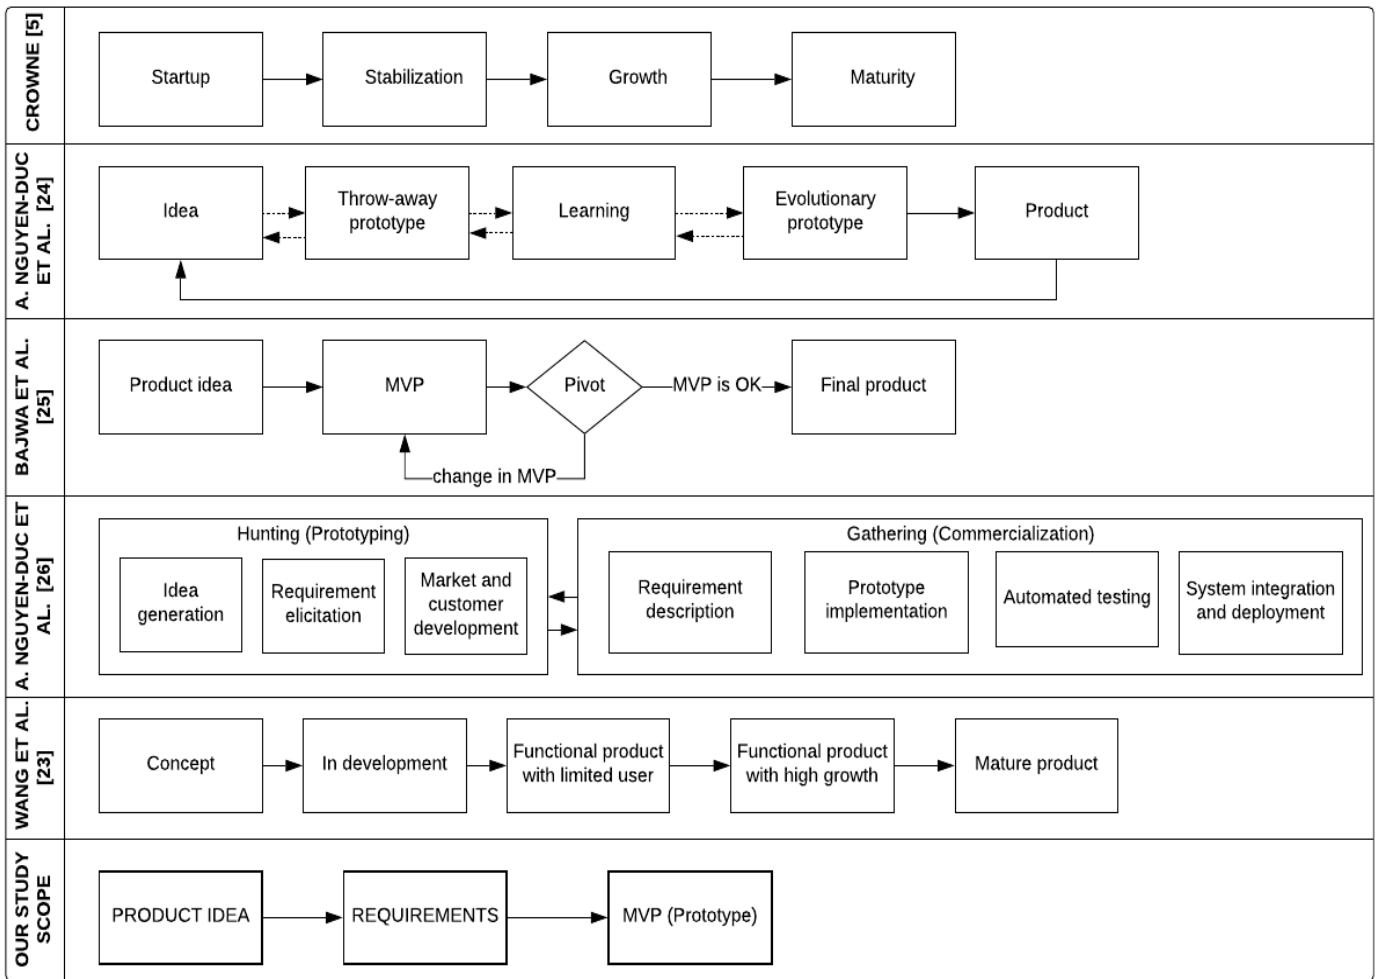 CROWNE [5]
Startup
Stabilization
Growth
Maturity
A. NGUYEN-DUC
ET AL. [24]
Idea
Throw-away
prototype
Learning
Evolutionary
prototype
Product
BAJWA ET AL.
[25]
Product idea
MVP
Pivot
MVP is OK
Final product
change in MVP
A. NGUYEN-DUC ET
AL. [26]
Hunting (Prototyping)
Idea
generation
Requirement
elicitation
Market and
customer
development
Gathering (Commercialization)
Requirement
description
Prototype
implementation
Automated testing
System integration
and deployment
WANG ET AL.
[23]
Concept
In development
Functional product
with limited user
Functional product
with high growth
Mature product
OUR STUDY
SCOPE
PRODUCT IDEA
REQUIREMENTS
MVP (Prototype)